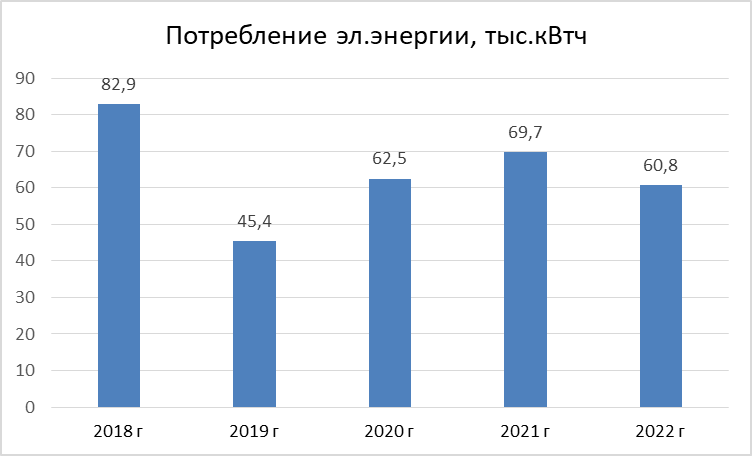 Потребление эл.энергии, тыс.кВтч
90
80
70
60
50
40
30
20
10
0
82,9
45,4
62,5
69,7
60,8
2018 г
2019 г
2020 г
2021 г
2022 г